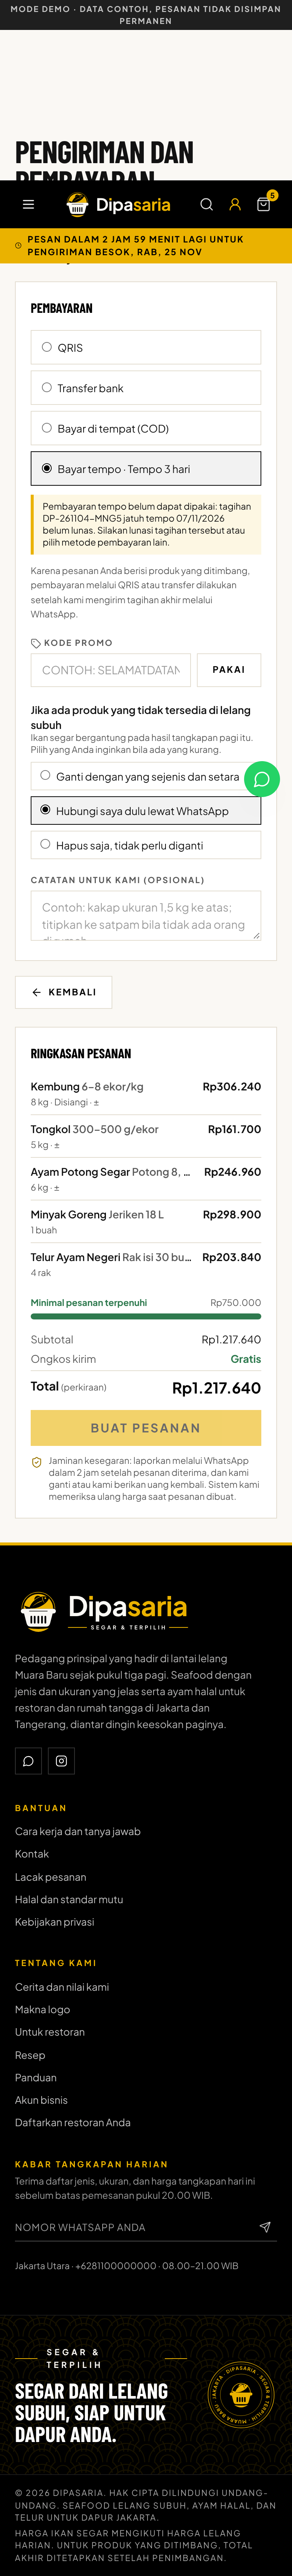 MODE DEMO · DATA CONTOH, PESANAN TIDAK DISIMPAN
PERMANEN
PENGIRIMAN DAN
PEMBAYARAN
Dipasaria
5
PESAN DALAM 2 JAM 59 MENIT LAGI UNTUK
PENGIRIMAN BESOK, RAB, 25 NOV
PEMBAYARAN
QRIS
Transfer bank
Bayar di tempat (COD)
Bayar tempo · Tempo 3 hari
Pembayaran tempo belum dapat dipakai: tagihan
DP-261104-MNG5 jatuh tempo 07/11/2026
belum lunas. Silakan lunasi tagihan tersebut atau
pilih metode pembayaran lain.
Karena pesanan Anda berisi produk yang ditimbang,
pembayaran melalui QRIS atau transfer dilakukan
setelah kami mengirim tagihan akhir melalui
WhatsApp.
KODE PROMO
CONTOH: SELAMATDATAN
PAKAI
Jika ada produk yang tidak tersedia di lelang
subuh
Ikan segar bergantung pada hasil tangkapan pagi itu.
Pilih yang Anda inginkan bila ada yang kurang.
Ganti dengan yang sejenis dan setara
Hubungi saya dulu lewat WhatsApp
Hapus saja, tidak perlu diganti
CATATAN UNTUK KAMI (OPSIONAL)
Contoh: kakap ukuran 1,5 kg ke atas;
titipkan ke satpam bila tidak ada orang
di rumah
KEMBALI
RINGKASAN PESANAN
Kembung 6–8 ekor/kg Rp306.240
8 kg · Disiangi · ±
Tongkol 300–500 g/ekor Rp161.700
5 kg · ±
Ayam Potong Segar Potong 8, ... Rp246.960
6 kg · ±
Minyak Goreng Jeriken 18 L Rp298.900
1 buah
Telur Ayam Negeri Rak isi 30 bu... Rp203.840
4 rak
Minimal pesanan terpenuhi Rp750.000
Subtotal Rp1.217.640
Ongkos kirim Gratis
Total (perkiraan) Rp1.217.640
BUAT PESANAN
Jaminan kesegaran: laporkan melalui WhatsApp
dalam 2 jam setelah pesanan diterima, dan kami
ganti atau kami berikan uang kembali. Sistem kami
memeriksa ulang harga saat pesanan dibuat.
Dipasaria
SEGAR & TERPILIH
Pedagang prinsipal yang hadir di lantai lelang
Muara Baru sejak pukul tiga pagi. Seafood dengan
jenis dan ukuran yang jelas serta ayam halal untuk
restoran dan rumah tangga di Jakarta dan
Tangerang, diantar dingin keesokan paginya.
BANTUAN
Cara kerja dan tanya jawab
Kontak
Lacak pesanan
Halal dan standar mutu
Kebijakan privasi
TENTANG KAMI
Cerita dan nilai kami
Makna logo
Untuk restoran
Resep
Panduan
Akun bisnis
Daftarkan restoran Anda
KABAR TANGKAPAN HARIAN
Terima daftar jenis, ukuran, dan harga tangkapan hari ini
sebelum batas pemesanan pukul 20.00 WIB.
NOMOR WHATSAPP ANDA
Jakarta Utara · +6281100000000 · 08.00–21.00 WIB
SEGAR &
TERPILIH
SEGAR DARI LELANG
SUBUH, SIAP UNTUK
DAPUR ANDA.
© 2026 DIPASARIA. HAK CIPTA DILINDUNGI UNDANG-
UNDANG. SEAFOOD LELANG SUBUH, AYAM HALAL, DAN
TELUR UNTUK DAPUR JAKARTA.
HARGA IKAN SEGAR MENGIKUTI HARGA LELANG
HARIAN. UNTUK PRODUK YANG DITIMBANG, TOTAL
AKHIR DITETAPKAN SETELAH PENIMBANGAN.